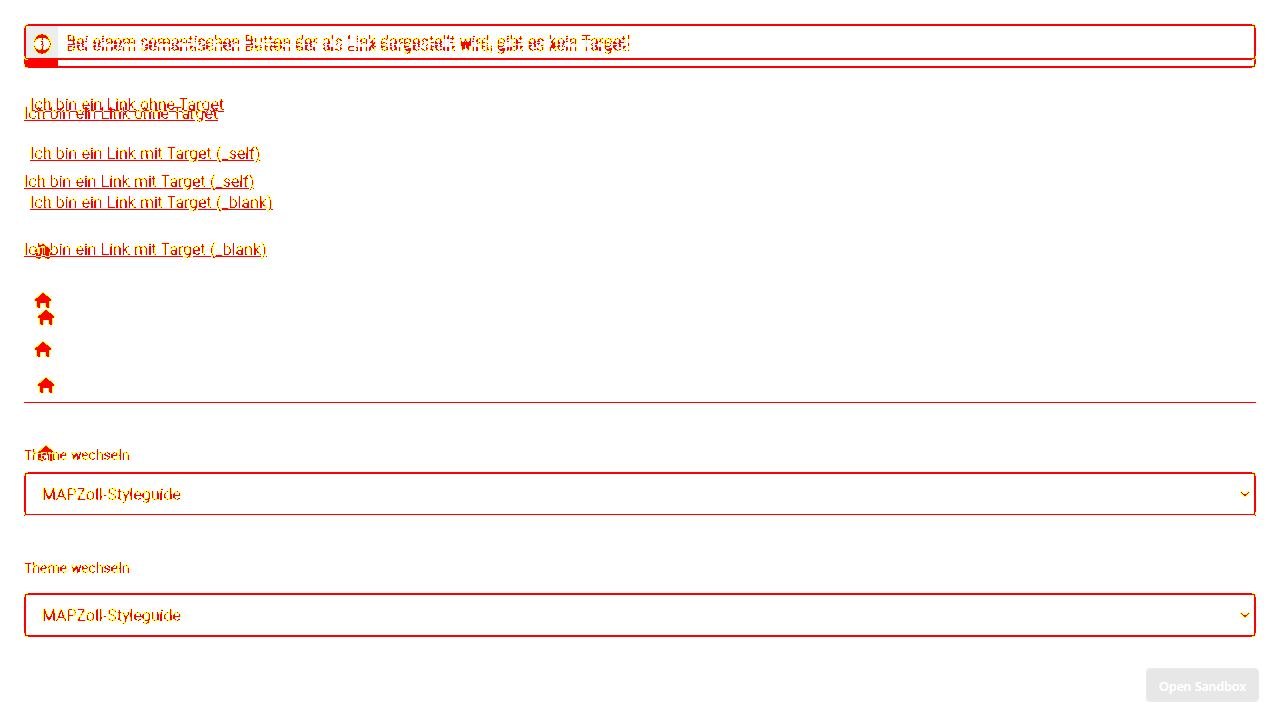 Bei einem semantischen Button der als Link dargestellt wird, gibt es kein Target!
Ich bin ein Link ohne Target
Ich bin ein Link ohne Target
Ich bin ein Link mit Target (_self)
Ich bin ein Link mit Target (_self)
Ich bin ein Link mit Target (_blank)
Ich bin ein Link mit Target (_blank)
Theme wechseln
MAPZoll-Styleguide
Theme wechseln
MAPZoll-Styleguide
Open Sandbox